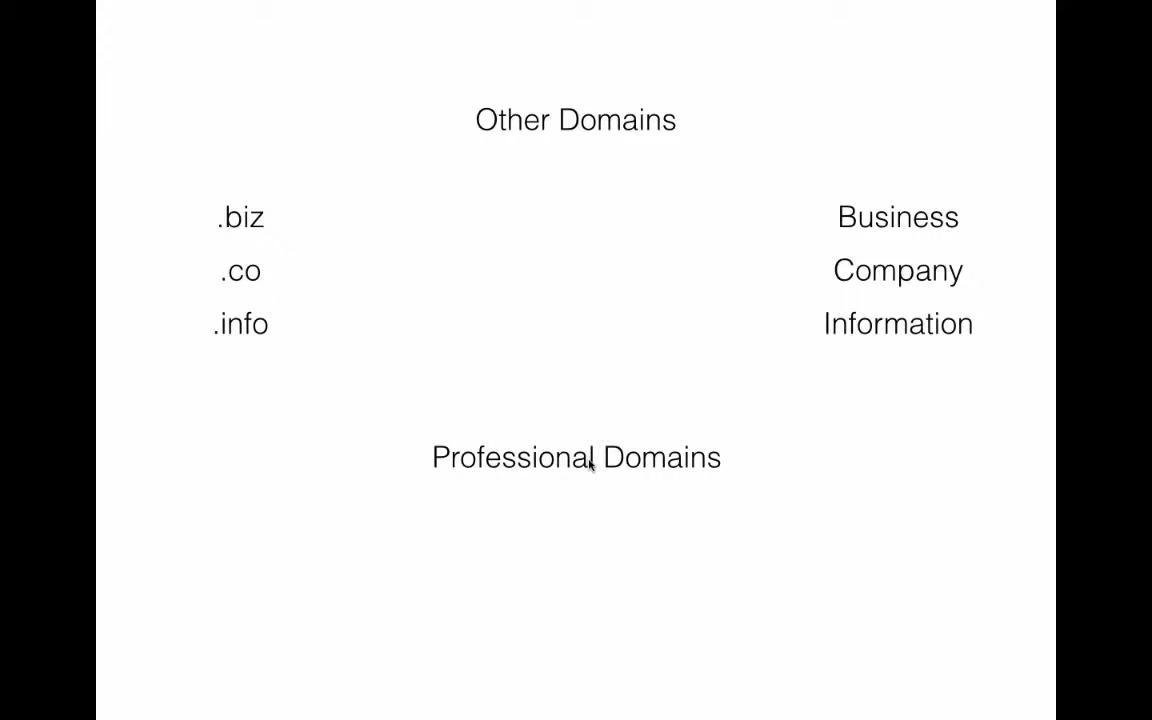 Other Domains
.biz Business
.co Company
.info Information
Professional Domains